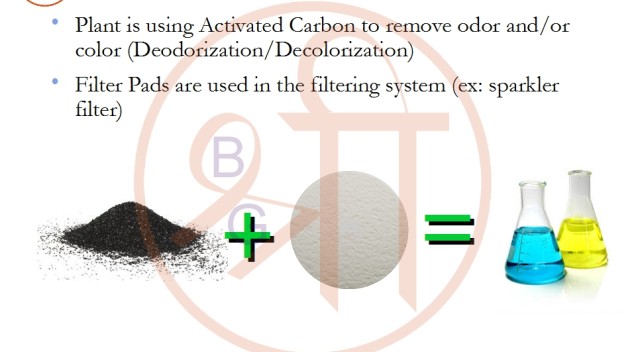 Plant is using Activated Carbon to remove odor and/or
color (Deodorization/Decolorization)
Filter Pads are used in the filtering system (ex: sparkler
filter)
श्री
B
G
+
=